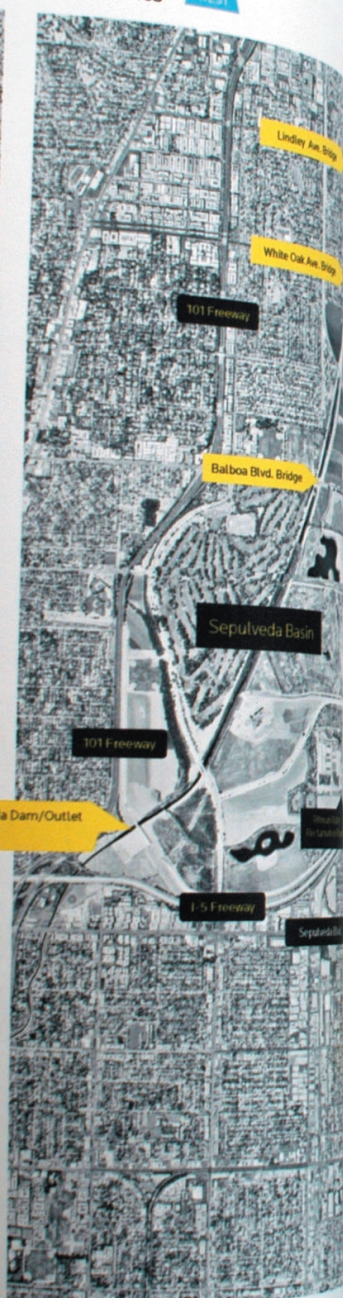 Lindley Ave. Bridge
White Oak Ave. Bridge
101 Freeway
Balboa Blvd. Bridge
Sepulveda Basin
101 Freeway
a Dam/Outlet
I-5 Freeway
Sepulveda Blvd.